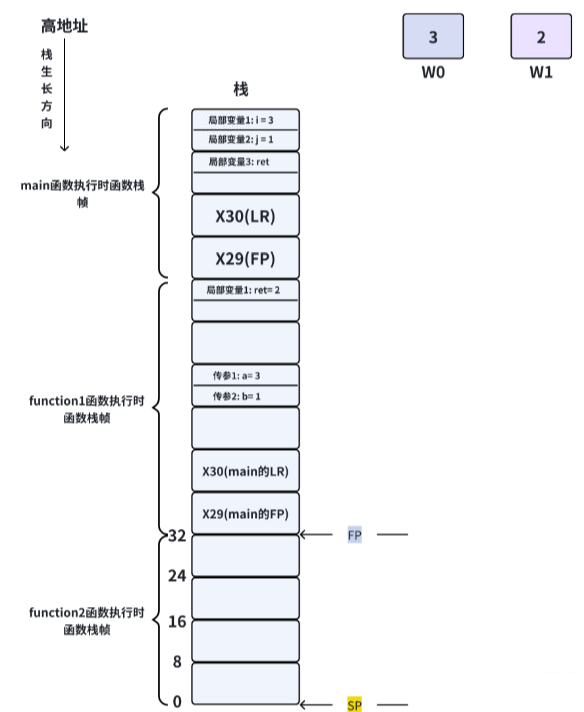 高地址
栈
生
长
方
向
3
2
W0
W1
栈
局部变量1: i = 3
局部变量2: j = 1
局部变量3: ret
main函数执行时函数栈
帧
X30(LR)
X29(FP)
局部变量1: ret= 2
传参1: a= 3
传参2: b= 1
function1函数执行时
函数栈帧
X30(main的LR)
X29(main的FP)
32
FP
24
function2函数执行时
函数栈帧
16
8
0
SP